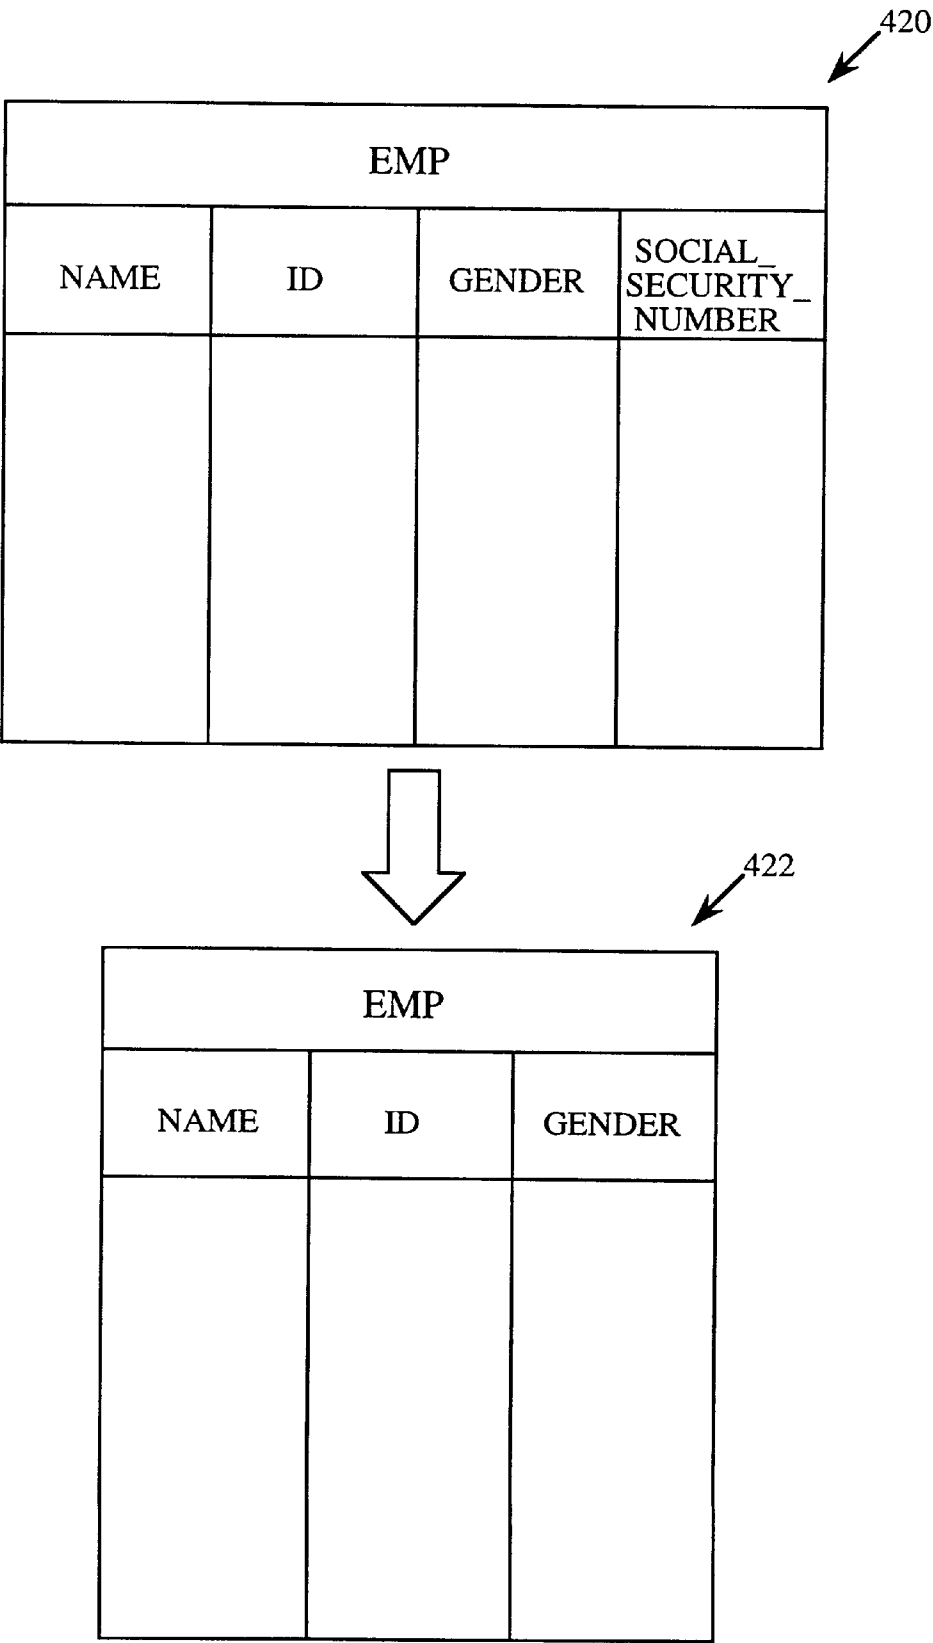 420
EMP
NAME
ID
GENDER
SOCIAL_
SECURITY_
NUMBER
422
EMP
NAME
ID
GENDER